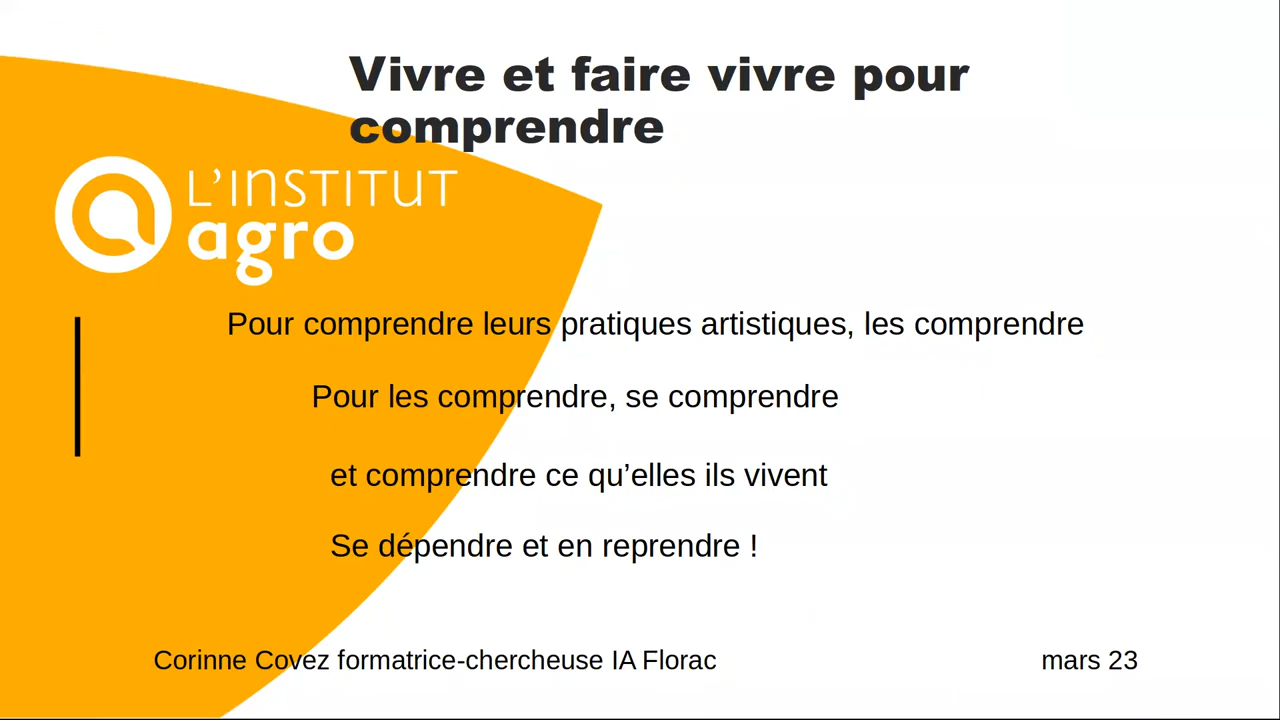 Vivre et faire vivre pour
comprendre
L'INSTITUT
agro
Pour comprendre leurs pratiques artistiques, les comprendre
Pour les comprendre, se comprendre
et comprendre ce qu’elles ils vivent
Se dépendre et en reprendre !
Corinne Covez formatrice-chercheuse IA Florac
mars 23